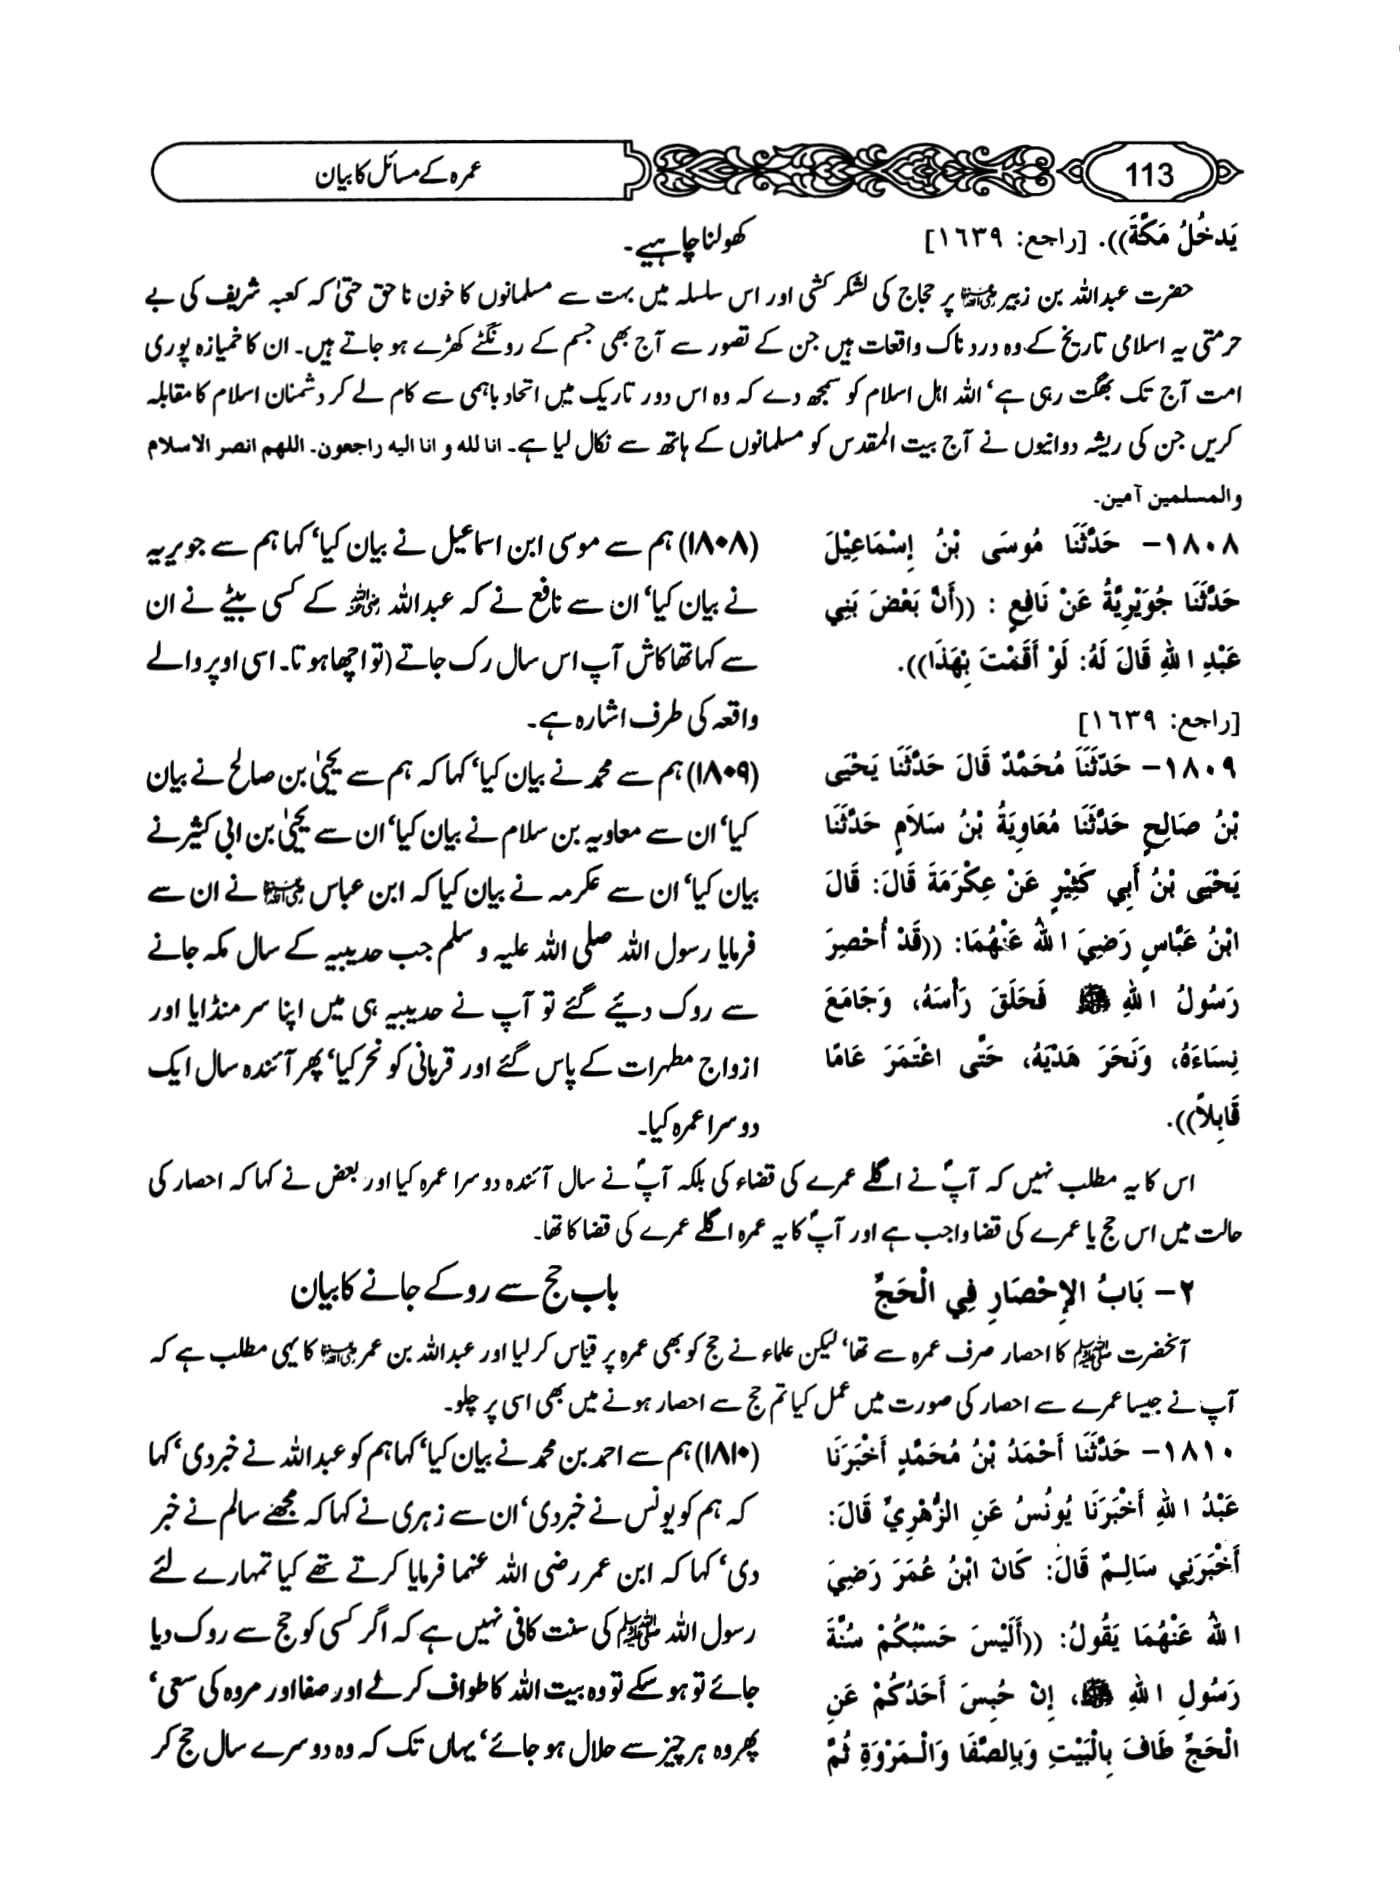 113
عمرہ کے مسائل کا بیان
يَدخُلُ مَكَّةَ)). [راجع: ١٦٣٩]
کھولنا چاہیے۔
حضرت عبداللہ بن زبیر رضی اللہ عنہما پر حجاج کی لشکر کشی اور اس سلسلہ میں بہت سے مسلمانوں کا خون ناحق حتیٰ کہ کعبہ شریف کی بے
حرمتی یہ اسلامی تاریخ کے وہ دردناک واقعات ہیں جن کے تصور سے آج بھی جسم کے رونگٹے کھڑے ہو جاتے ہیں۔ ان کا خمیازہ پوری
امت آج تک بھگت رہی ہے‘ اللہ اہل اسلام کو سمجھ دے کہ وہ اس دور تاریک میں اتحاد باہمی سے کام لے کر دشمنان اسلام کا مقابلہ
کریں جن کی ریشہ دوانیوں نے آج بیت المقدس کو مسلمانوں کے ہاتھ سے نکال لیا ہے۔ انا لله و انا اليه راجعون۔ اللهم انصر الاسلام
والمسلمين آمين۔
١٨٠٨- حَدَّثَنَا مُوسَى بْنُ إِسْمَاعِيْلَ
حَدَّثَنَا جُوَيْرِيَّةُ عَنْ نَافِعٍ : ((أَنَّ بَعْضَ بَنِي
عَبْدِ اللهِ قَالَ لَهُ: لَوْ أَقَمْتَ بِهَذَا)).
[راجع: ١٦٣٩]
(۱۸۰۸) ہم سے موسی ابن اسماعیل نے بیان کیا‘ کہا ہم سے جویریہ
نے بیان کیا‘ ان سے نافع نے کہ عبداللہ رضی اللہ عنہ کے کسی بیٹے نے ان
سے کہا تھا کاش آپ اس سال رک جاتے (تو اچھا ہوتا۔ اسی اوپر والے
واقعہ کی طرف اشارہ ہے۔
١٨٠٩- حَدَّثَنَا مُحَمَّدٌ قَالَ حَدَّثَنَا يَحْيَى
بْنُ صَالِحٍ حَدَّثَنَا مُعَاوِيَةُ بْنُ سَلَامٍ حَدَّثَنَا
يَحْيَى بْنُ أَبِي كَثِيْرٍ عَنْ عِكْرَمَةَ قَالَ: قَالَ
ابْنُ عَبَّاسٍ رَضِيَ اللهُ عَنْهُمَا: ((قَدْ أُحْصِرَ
رَسُولُ اللهِ ﷺ فَحَلَقَ رَأْسَهُ، وَجَامَعَ
نِسَاءَهُ، وَنَحَرَ هَدْيَهُ، حَتَّى اعْتَمَرَ عَامًا
قَابِلاً)).
(۱۸۰۹) ہم سے محمد نے بیان کیا‘ کہا کہ ہم سے یحییٰ بن صالح نے بیان
کیا‘ ان سے معاویہ بن سلام نے بیان کیا‘ ان سے یحییٰ بن ابی کثیر نے
بیان کیا‘ ان سے عکرمہ نے بیان کیا کہ ابن عباس رضی اللہ عنہما نے ان سے
فرمایا رسول اللہ صلی اللہ علیہ و سلم جب حدیبیہ کے سال مکہ جانے
سے روک دیئے گئے تو آپ نے حدیبیہ ہی میں اپنا سر منڈایا اور
ازواج مطہرات کے پاس گئے اور قربانی کو نحر کیا‘ پھر آئندہ سال ایک
دوسرا عمرہ کیا۔
اس کا یہ مطلب نہیں کہ آپؐ نے اگلے عمرے کی قضاء کی بلکہ آپؐ نے سال آئندہ دوسرا عمرہ کیا اور بعض نے کہا کہ احصار کی
حالت میں اس حج یا عمرے کی قضا واجب ہے اور آپؐ کا یہ عمرہ اگلے عمرے کی قضا کا تھا۔
٢- بَابُ الإِحْصَارِ فِي الْحَجِّ
باب حج سے روکے جانے کا بیان
آنحضرت ﷺ کا احصار صرف عمرہ سے تھا‘ لیکن علماء نے حج کو بھی عمرہ پر قیاس کر لیا اور عبداللہ بن عمر رضی اللہ عنہما کا یہی مطلب ہے کہ
آپ نے جیسا عمرے سے احصار کی صورت میں عمل کیا تم حج سے احصار ہونے میں بھی اسی پر چلو۔
١٨١٠- حَدَّثَنَا أَحْمَدُ بْنُ مُحَمَّدٍ أَخْبَرَنَا
عَبْدُ اللهِ أَخْبَرَنَا يُونُسُ عَنِ الزُّهْرِيِّ قَالَ:
أَخْبَرَنِي سَالِمٌ قَالَ: كَانَ ابْنُ عُمَرَ رَضِيَ
اللهُ عَنْهُمَا يَقُولُ: ((أَلَيْسَ حَسْبُكُمْ سُنَّةَ
رَسُولِ اللهِ ﷺ، إِنْ حُبِسَ أَحَدُكُمْ عَنِ
الْحَجِّ طَافَ بِالْبَيْتِ وَبِالصَّفَا وَالْمَرْوَةِ ثُمَّ
(۱۸۱۰) ہم سے احمد بن محمد نے بیان کیا‘ کہا ہم کو عبداللہ نے خبر دی‘ کہا
کہ ہم کو یونس نے خبر دی‘ ان سے زہری نے کہا کہ مجھے سالم نے خبر
دی‘ کہا کہ ابن عمر رضی اللہ عنہما فرمایا کرتے تھے کیا تمہارے لئے
رسول اللہ ﷺ کی سنت کافی نہیں ہے کہ اگر کسی کو حج سے روک دیا
جائے تو ہو سکے تو وہ بیت اللہ کا طواف کر لے اور صفا اور مروہ کی سعی‘
پھر وہ ہر چیز سے حلال ہو جائے‘ یہاں تک کہ وہ دوسرے سال حج کر